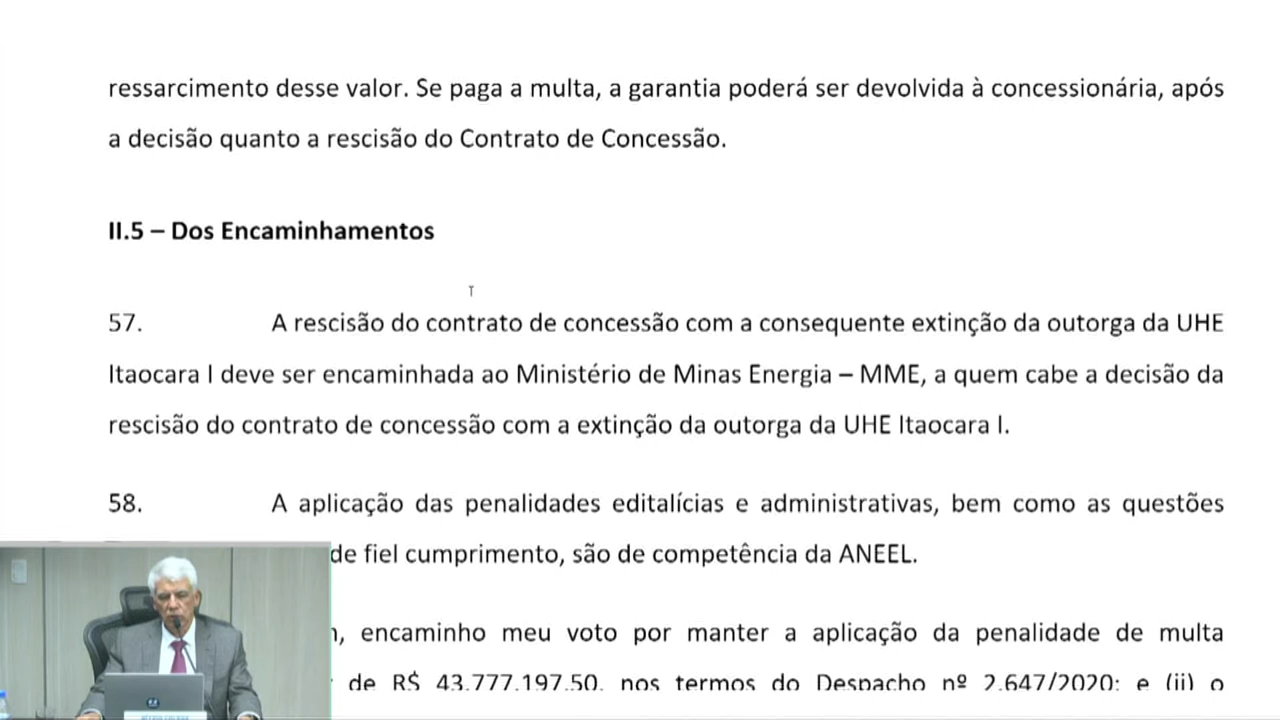 ressarcimento desse valor. Se paga a multa, a garantia poderá ser devolvida à concessionária, após
a decisão quanto a rescisão do Contrato de Concessão.
II.5 – Dos Encaminhamentos
57. A rescisão do contrato de concessão com a consequente extinção da outorga da UHE
Itaocara I deve ser encaminhada ao Ministério de Minas Energia – MME, a quem cabe a decisão da
rescisão do contrato de concessão com a extinção da outorga da UHE Itaocara I.
58. A aplicação das penalidades editalícias e administrativas, bem como as questões
de fiel cumprimento, são de competência da ANEEL.
encaminho meu voto por manter a aplicação da penalidade de multa
de R$ 43.777.197,50, nos termos do Despacho nº 2.647/2020; e (ii) o